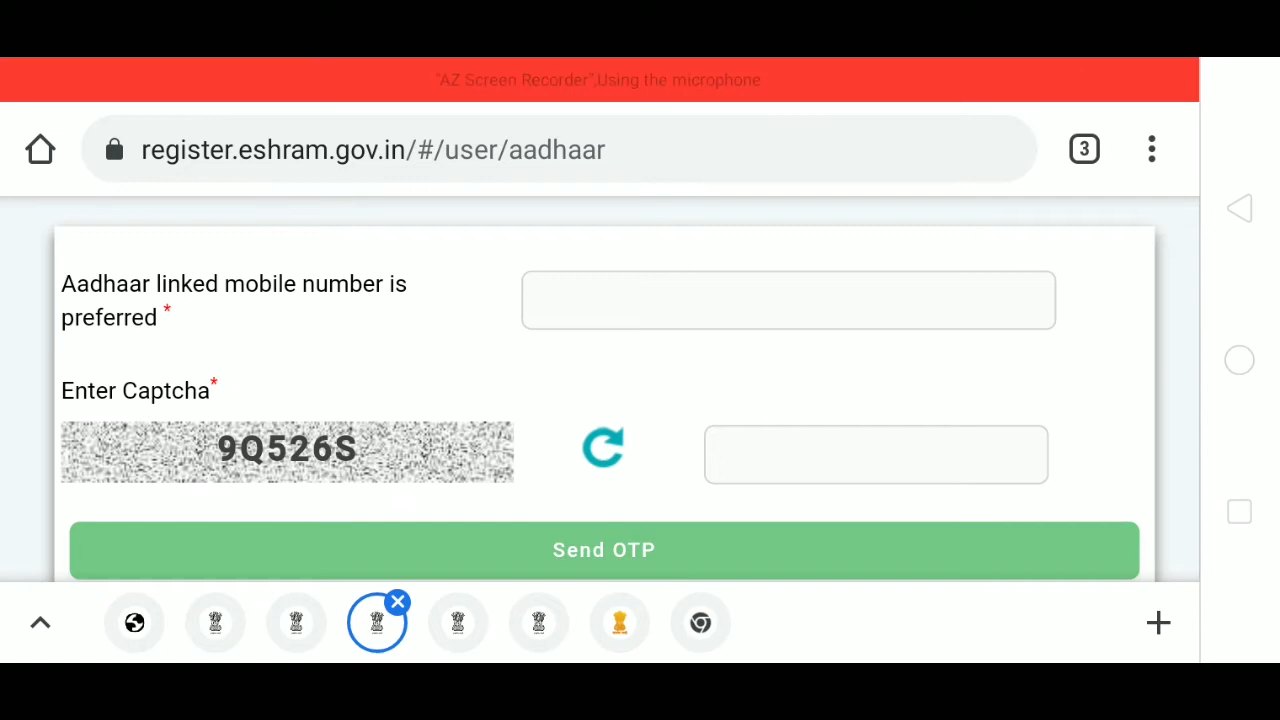 "AZ Screen Recorder",Using the microphone
register.eshram.gov.in/#/user/aadhaar
3
Aadhaar linked mobile number is
preferred *
Enter Captcha*
9Q526S
Send OTP